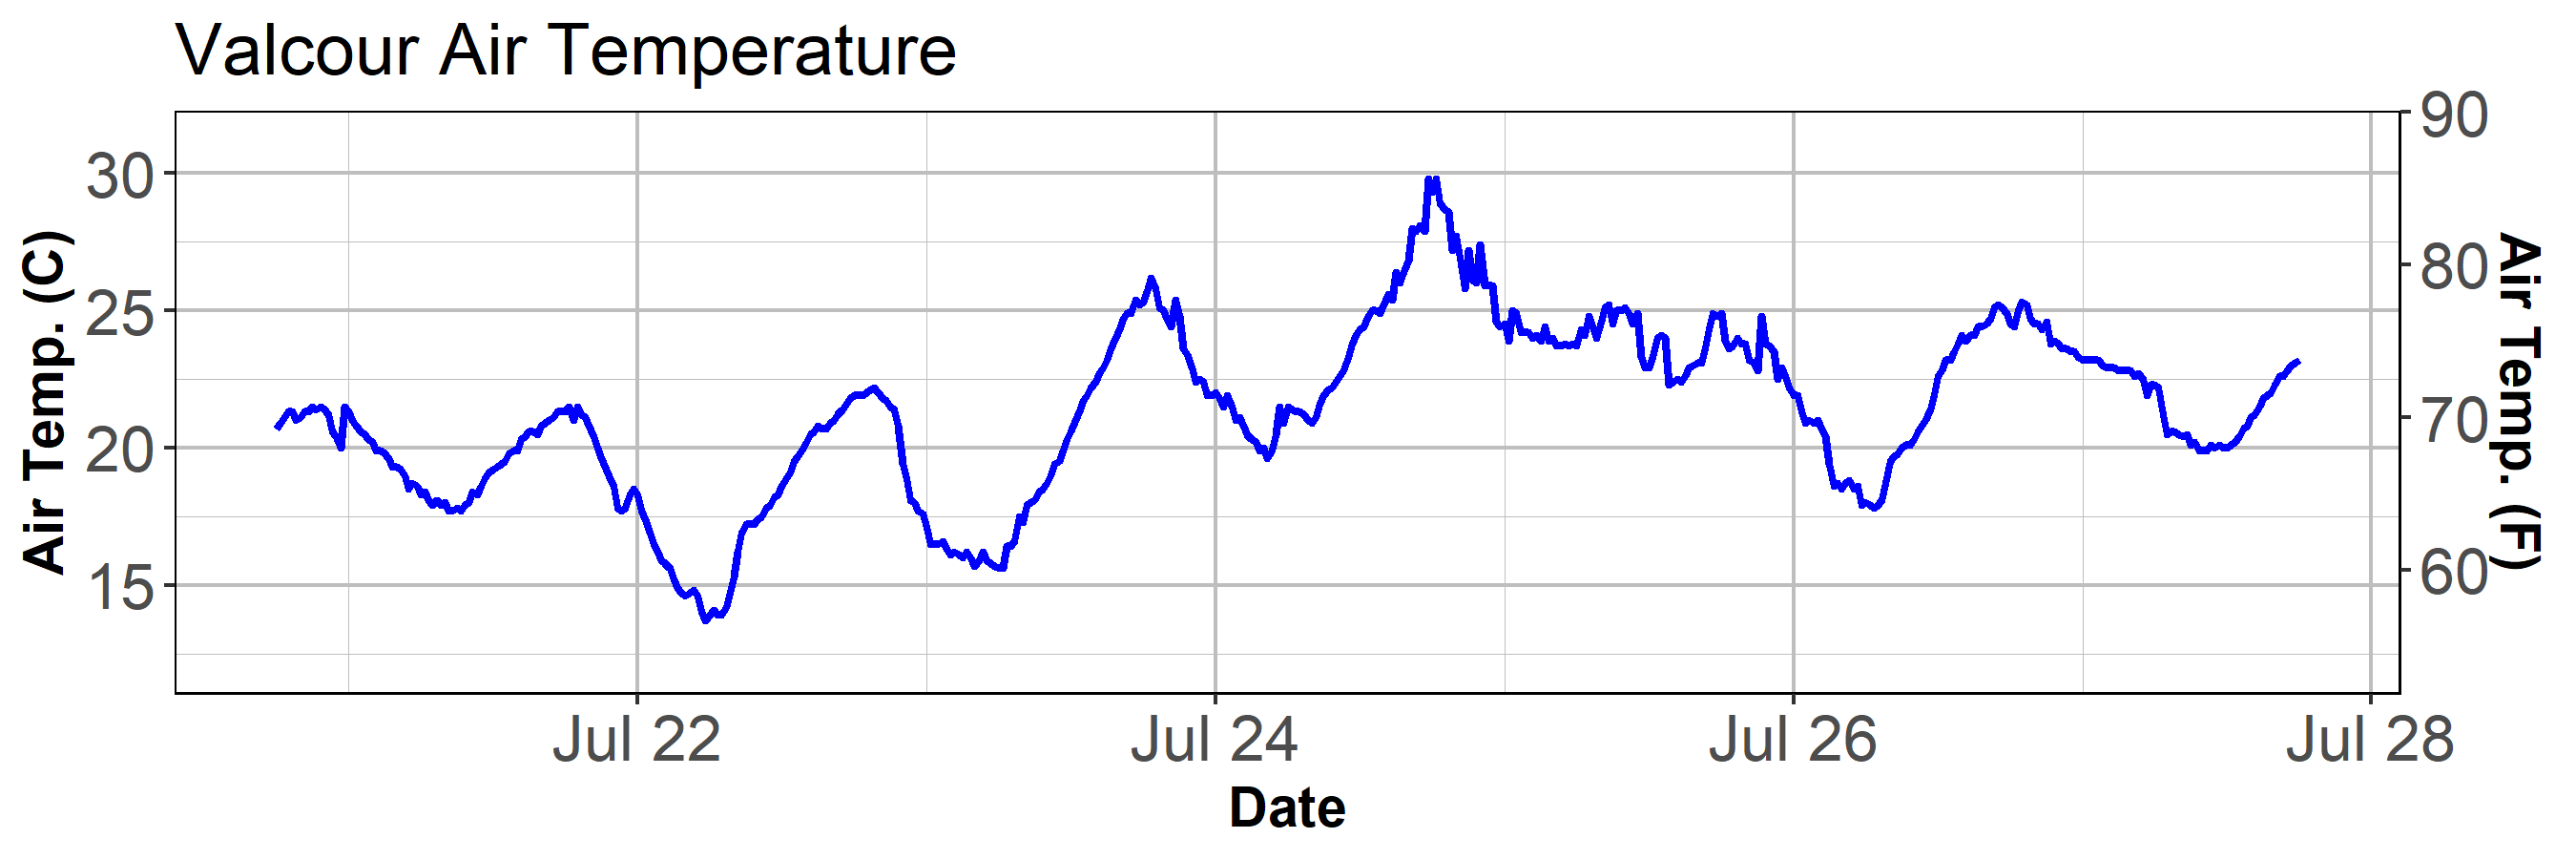 Valcour Air Temperature
Air Temp. (C)
30
25
20
15
90
80
70
60
Air Temp. (F)
Jul 22 Jul 24 Jul 26 Jul 28
Date